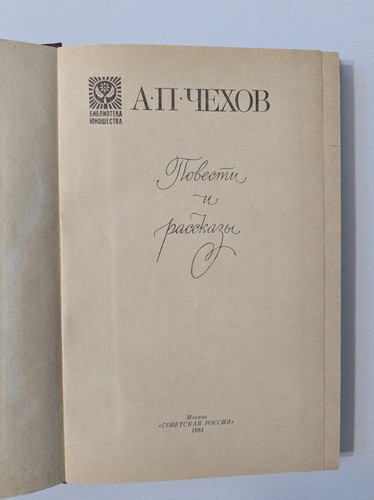 БИБЛИОТЕКА
ЮНОШЕСТВА
А·П·ЧЕХОВ
Повести
и
рассказы
Москва
«СОВЕТСКАЯ РОССИЯ»
1984